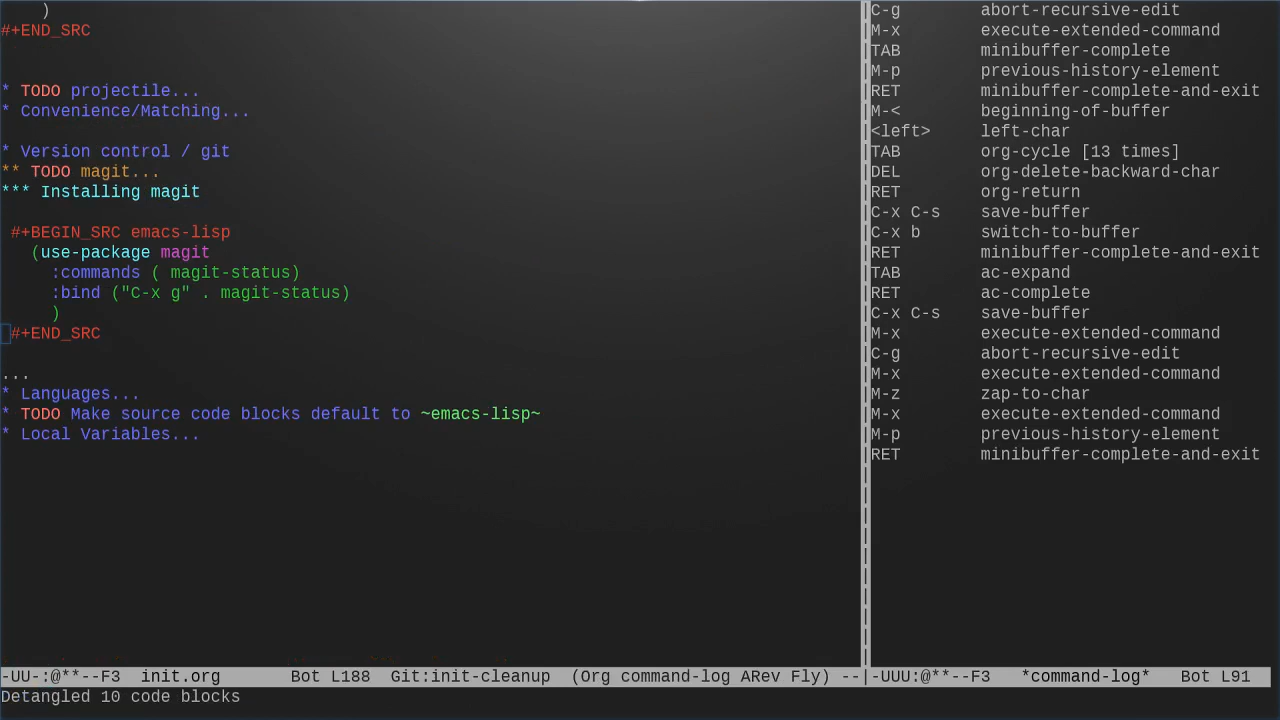 )
#+END_SRC
* TODO projectile...
* Convenience/Matching...
* Version control / git
** TODO magit...
*** Installing magit
#+BEGIN_SRC emacs-lisp
(use-package magit
:commands ( magit-status)
:bind ("C-x g" . magit-status)
)
#+END_SRC
...
* Languages...
* TODO Make source code blocks default to ~emacs-lisp~
* Local Variables...
-UU-:@**--F3  init.org       Bot L188  Git:init-cleanup  (Org command-log ARev Fly) --
C-g        abort-recursive-edit
M-x        execute-extended-command
TAB        minibuffer-complete
M-p        previous-history-element
RET        minibuffer-complete-and-exit
M-<        beginning-of-buffer
<left>     left-char
TAB        org-cycle [13 times]
DEL        org-delete-backward-char
RET        org-return
C-x C-s    save-buffer
C-x b      switch-to-buffer
RET        minibuffer-complete-and-exit
TAB        ac-expand
RET        ac-complete
C-x C-s    save-buffer
M-x        execute-extended-command
C-g        abort-recursive-edit
M-x        execute-extended-command
M-z        zap-to-char
M-x        execute-extended-command
M-p        previous-history-element
RET        minibuffer-complete-and-exit
-UUU:@**--F3   *command-log*   Bot L91
Detangled 10 code blocks